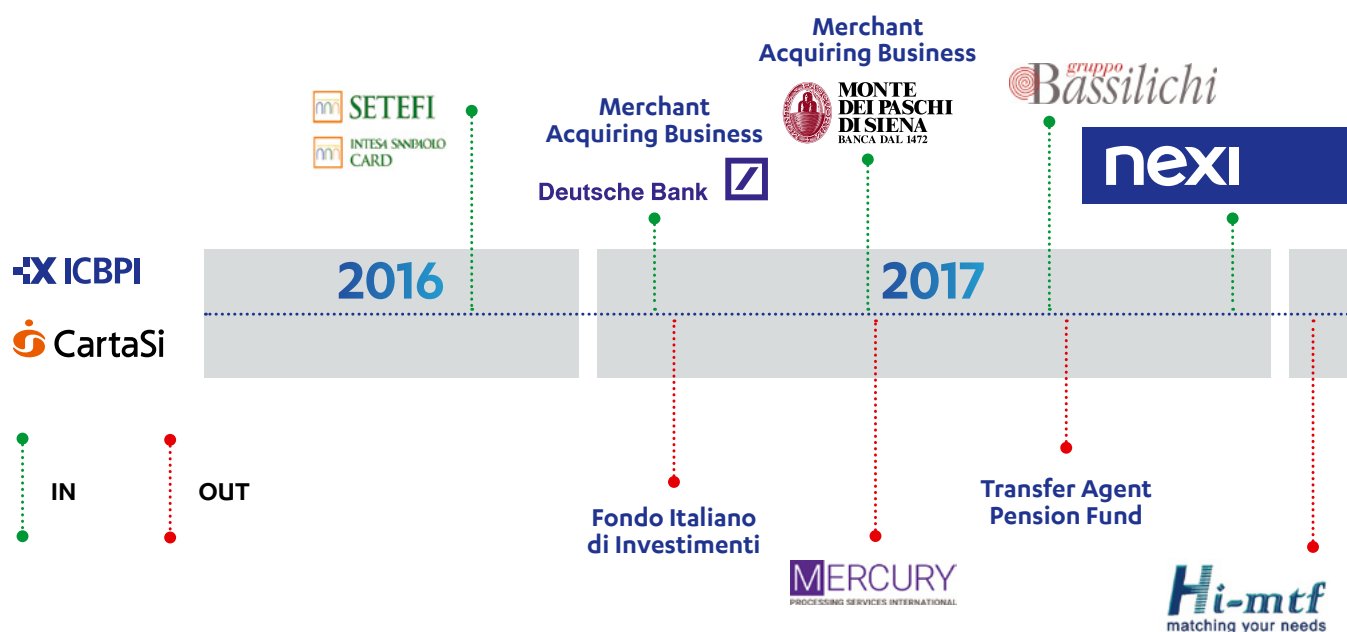 Merchant
Acquiring Business
MONTE
DEI PASCHI
DI SIENA
BANCA DAL 1472
gruppo
Bassilichi
SETEFI
INTESA SANPAOLO
CARD
Merchant
Acquiring Business
Deutsche Bank
nexi
ICBPI
CartaSi
2016
2017
IN
OUT
Fondo Italiano
di Investimenti
MERCURY
PROCESSING SERVICES INTERNATIONAL
Transfer Agent
Pension Fund
Hi-mtf
matching your needs